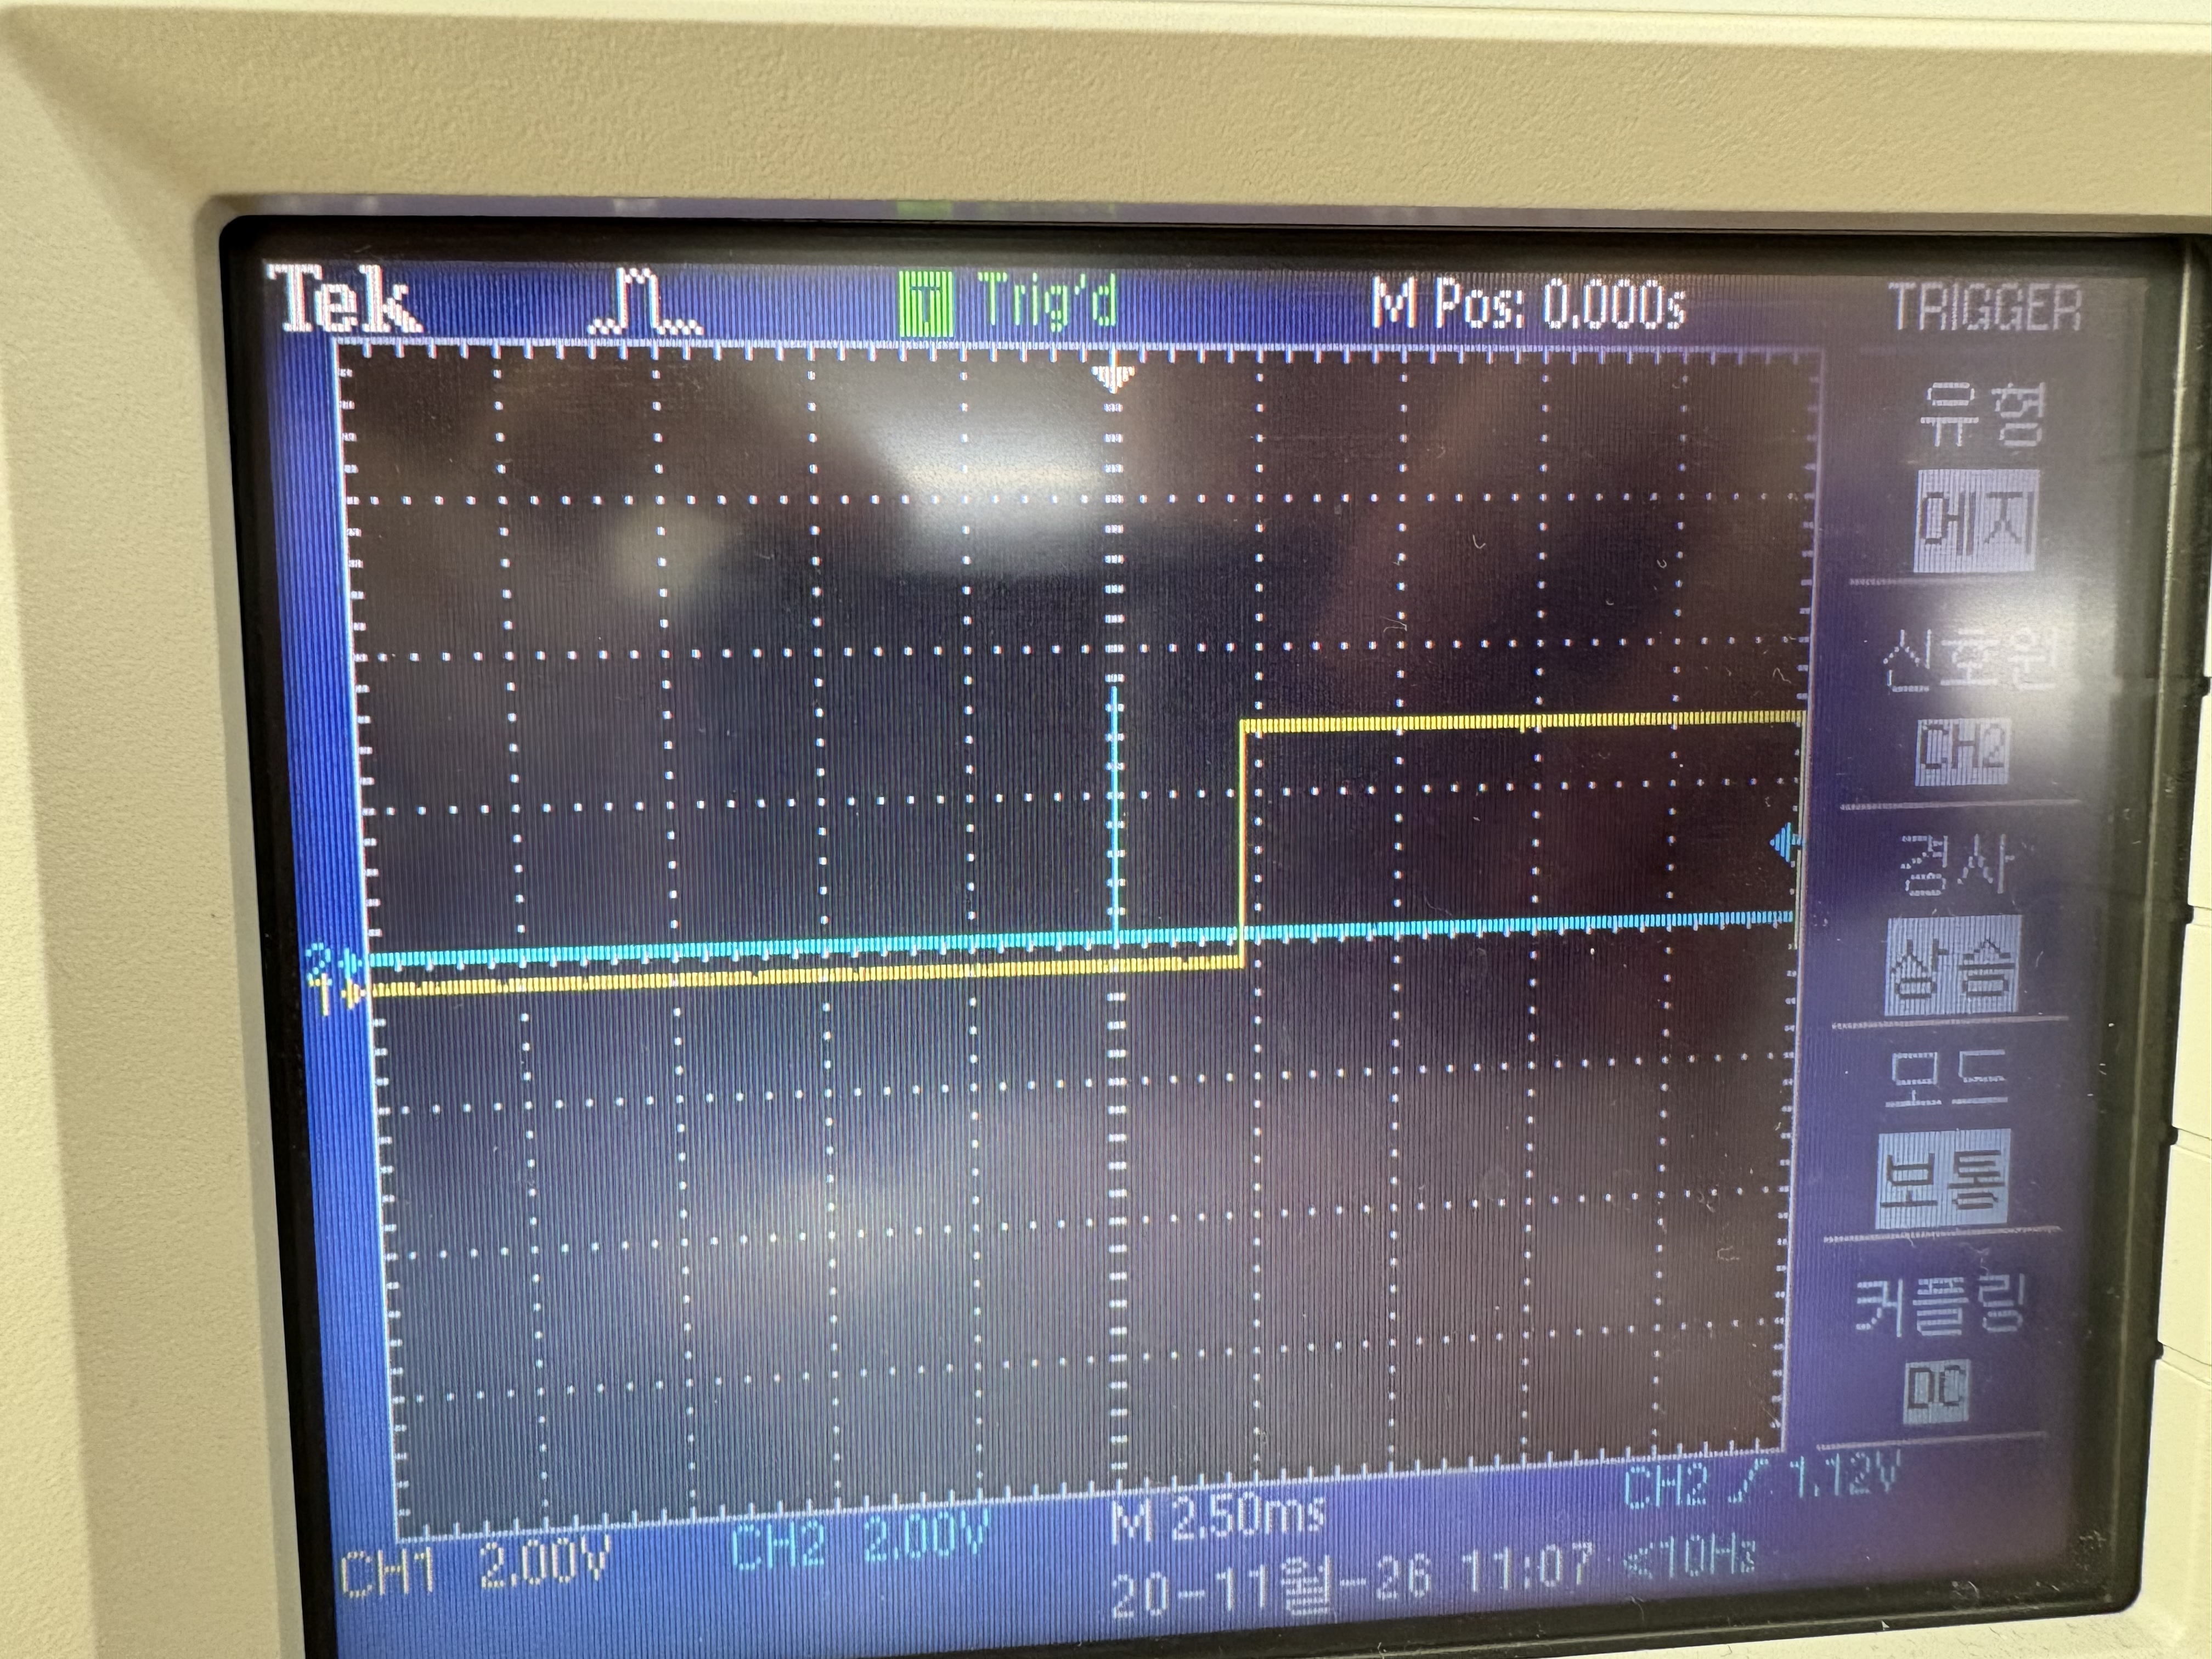 Tek T Trig'd M Pos: 0.000s TRIGGER
유형
에지
신호원
CH2
경사
상승
모드
보통
커플링
DC
2
1
CH1 2.00V CH2 2.00V M 2.50ms CH2 1.12V
20-11월-26 11:07 <10Hz